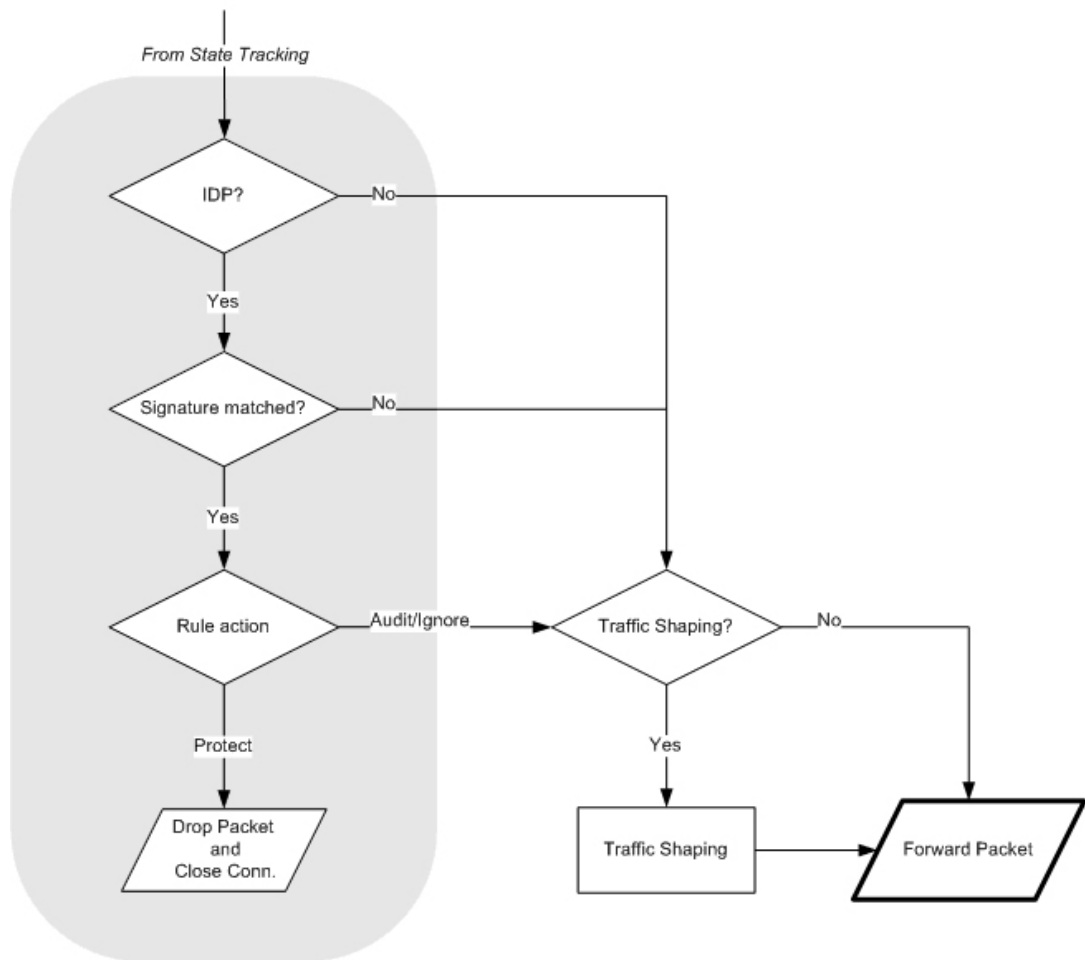 From State Tracking
IDP?
No
Yes
Signature matched?
No
Yes
Rule action
Audit/Ignore
Traffic Shaping?
No
Protect
Yes
Drop Packet
and
Close Conn.
Traffic Shaping
Forward Packet